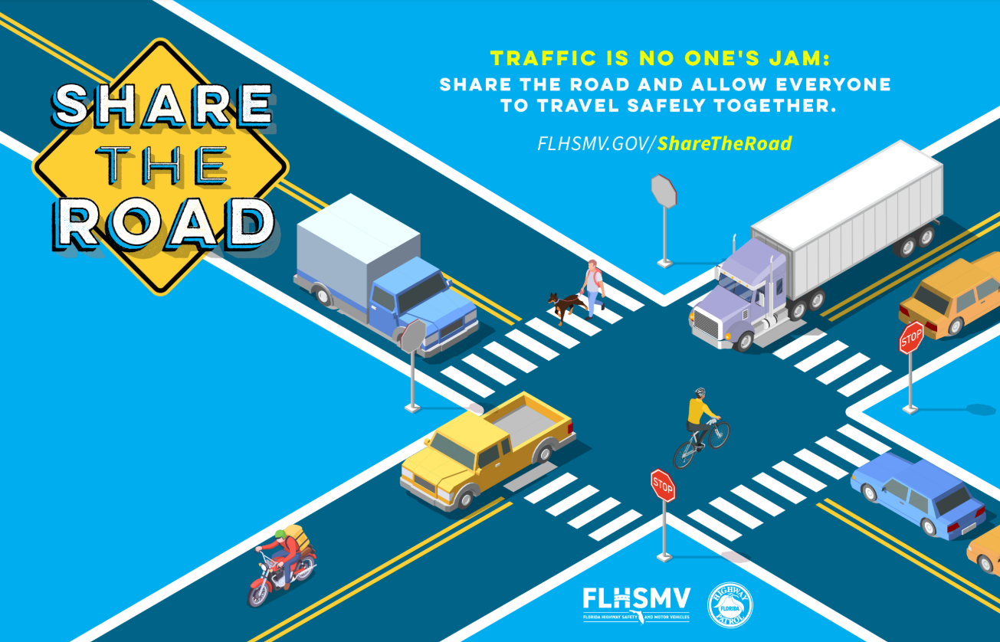 SHARE
THE
ROAD
TRAFFIC IS NO ONE'S JAM:
SHARE THE ROAD AND ALLOW EVERYONE
TO TRAVEL SAFELY TOGETHER.
FLHSMV.GOV/ShareTheRoad
STOP
STOP
FLHSMV
FLORIDA HIGHWAY SAFETY AND MOTOR VEHICLES
HIGHWAY
FLORIDA
PATROL